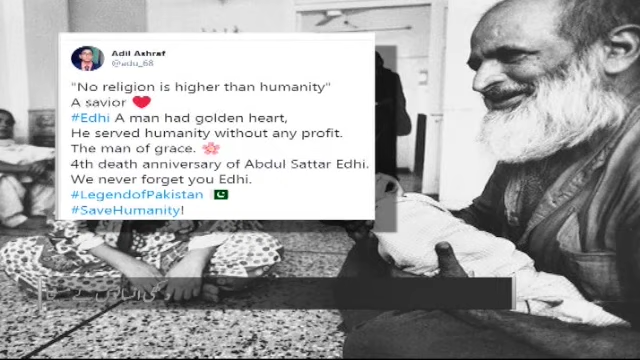 Adil Ashraf
@adu_68
"No religion is higher than humanity"
A savior ❤
#Edhi A man had golden heart,
He served humanity without any profit.
The man of grace. 🌸
4th death anniversary of Abdul Sattar Edhi.
We never forget you Edhi.
#LegendofPakistan 🇵🇰
#SaveHumanity!